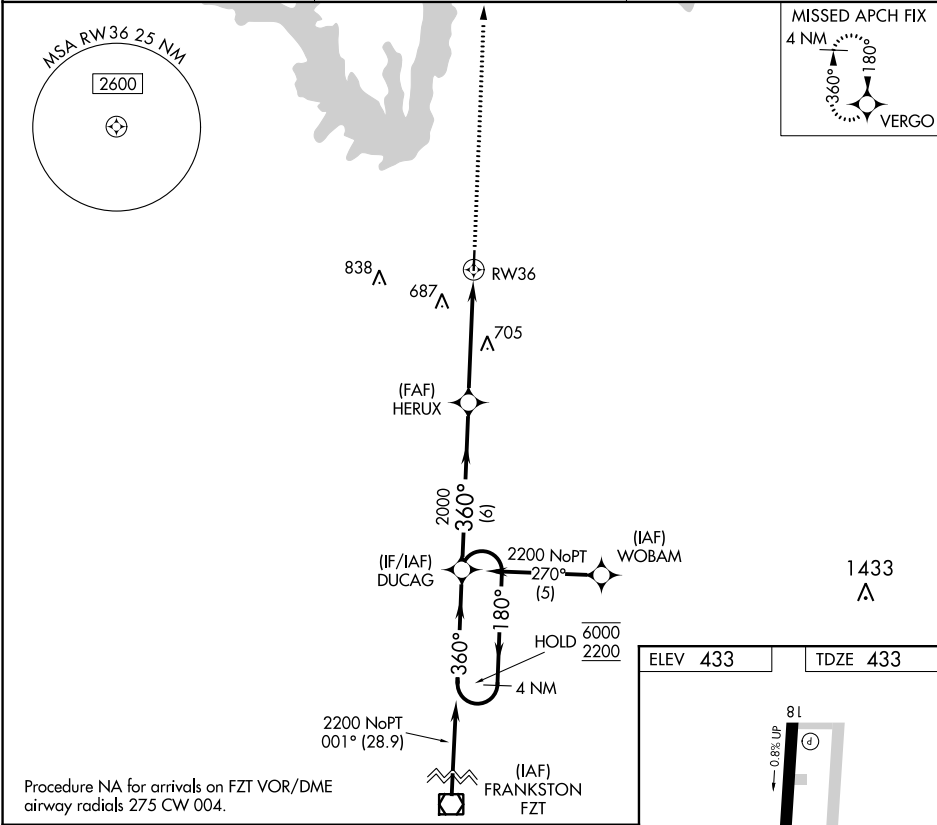 MSA RW36 25 NM
2600
MISSED APCH FIX
4 NM
360°
180°
VERGO
838
687
RW36
705
(FAF)
HERUX
2000
360°
(6)
(IF/IAF)
DUCAG
2200 NoPT
270°
(5)
(IAF)
WOBAM
1433
360°
180°
HOLD
6000
2200
4 NM
2200 NoPT
001° (28.9)
(IAF)
FRANKSTON
FZT
Procedure NA for arrivals on FZT VOR/DME
airway radials 275 CW 004.
ELEV 433
TDZE 433
18
0.8% UP
P